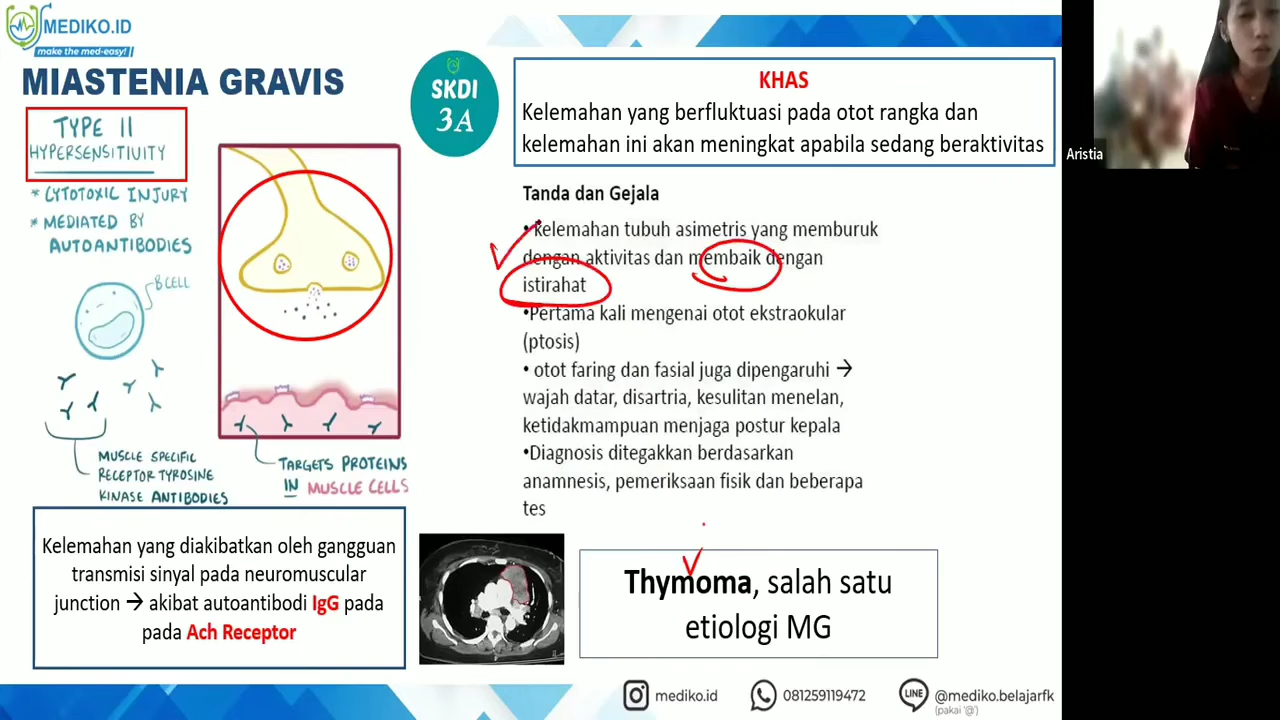 MEDIKO.ID
make the med-easy!
MIASTENIA GRAVIS
SKDI
3A
KHAS
Kelemahan yang berfluktuasi pada otot rangka dan
kelemahan ini akan meningkat apabila sedang beraktivitas
Aristia
TYPE II
HYPERSENSITIVITY
* CYTOTOXIC INJURY
* MEDIATED BY
AUTOANTIBODIES
B CELL
MUSCLE SPECIFIC
RECEPTOR TYROSINE
KINASE ANTIBODIES
TARGETS PROTEINS
IN MUSCLE CELLS
Tanda dan Gejala
• Kelemahan tubuh asimetris yang memburuk
dengan aktivitas dan membaik dengan
istirahat
•Pertama kali mengenai otot ekstraokular
(ptosis)
• otot faring dan fasial juga dipengaruhi →
wajah datar, disartria, kesulitan menelan,
ketidakmampuan menjaga postur kepala
•Diagnosis ditegakkan berdasarkan
anamnesis, pemeriksaan fisik dan beberapa
tes
Kelemahan yang diakibatkan oleh gangguan
transmisi sinyal pada neuromuscular
junction → akibat autoantibodi IgG pada
pada Ach Receptor
Thymoma, salah satu
etiologi MG
mediko.id
081259119472
LINE
@mediko.belajarfk
(pakai '@')